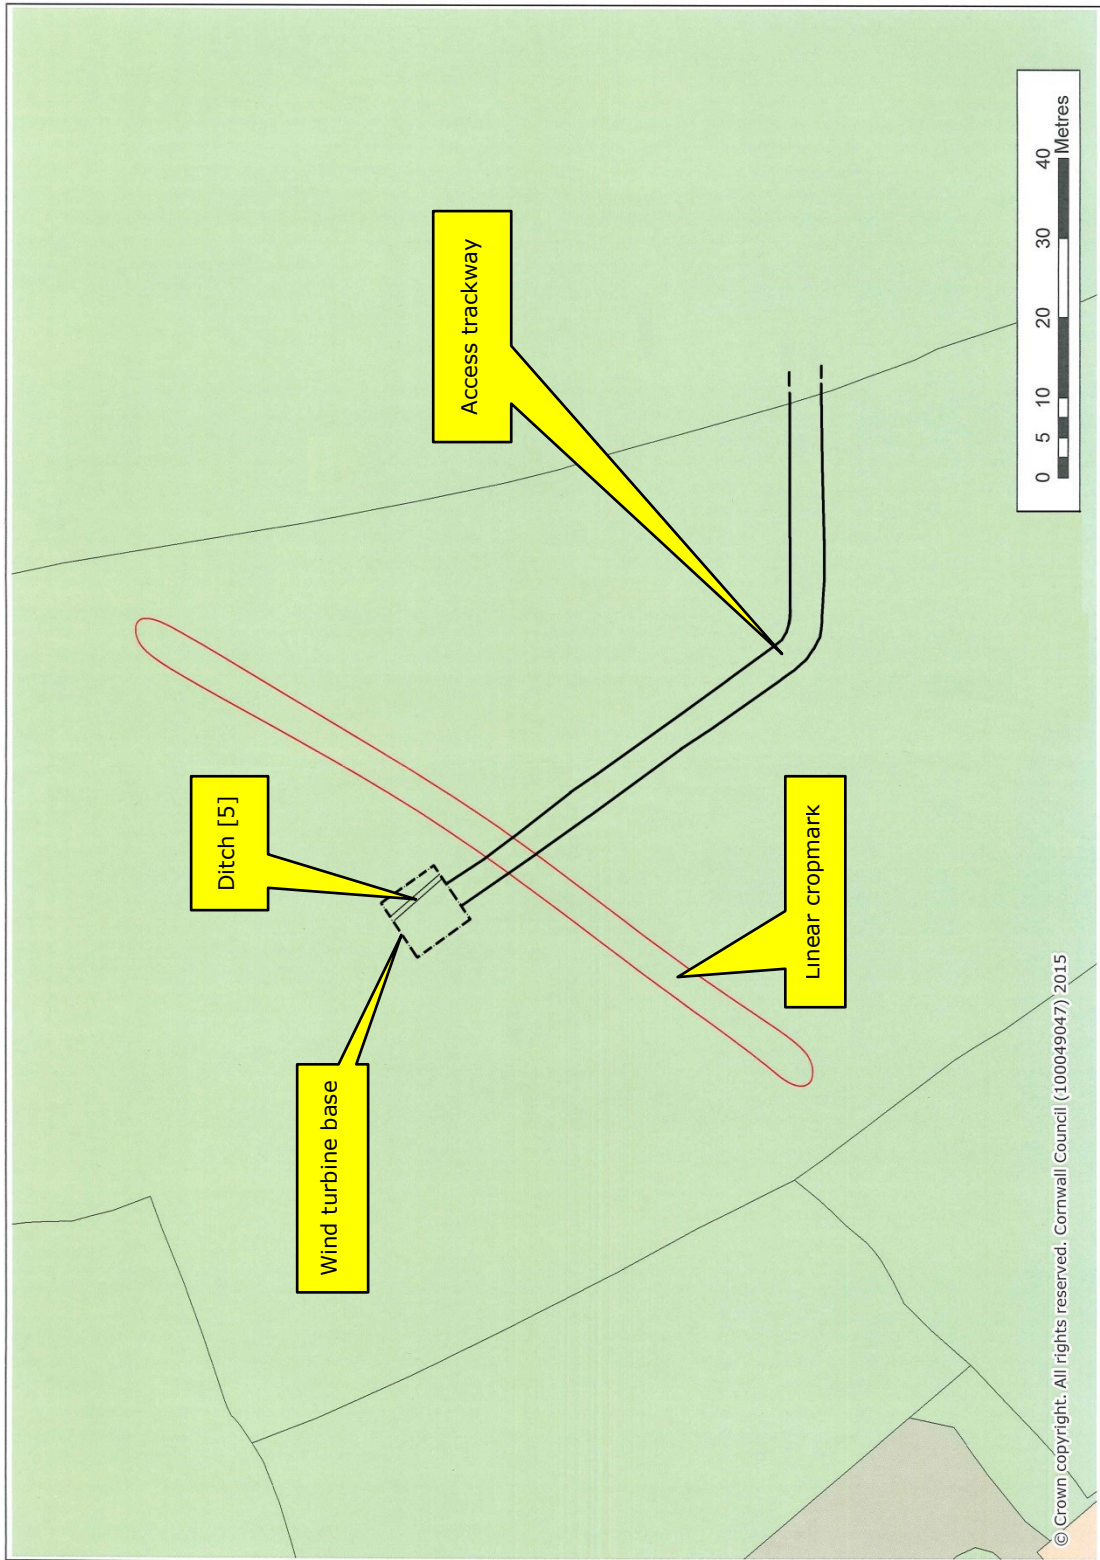 Ditch [5]
Wind turbine base
Access trackway
Linear cropmark
0 5 10 20 30 40
Metres
© Crown copyright. All rights reserved. Cornwall Council (100049047) 2015